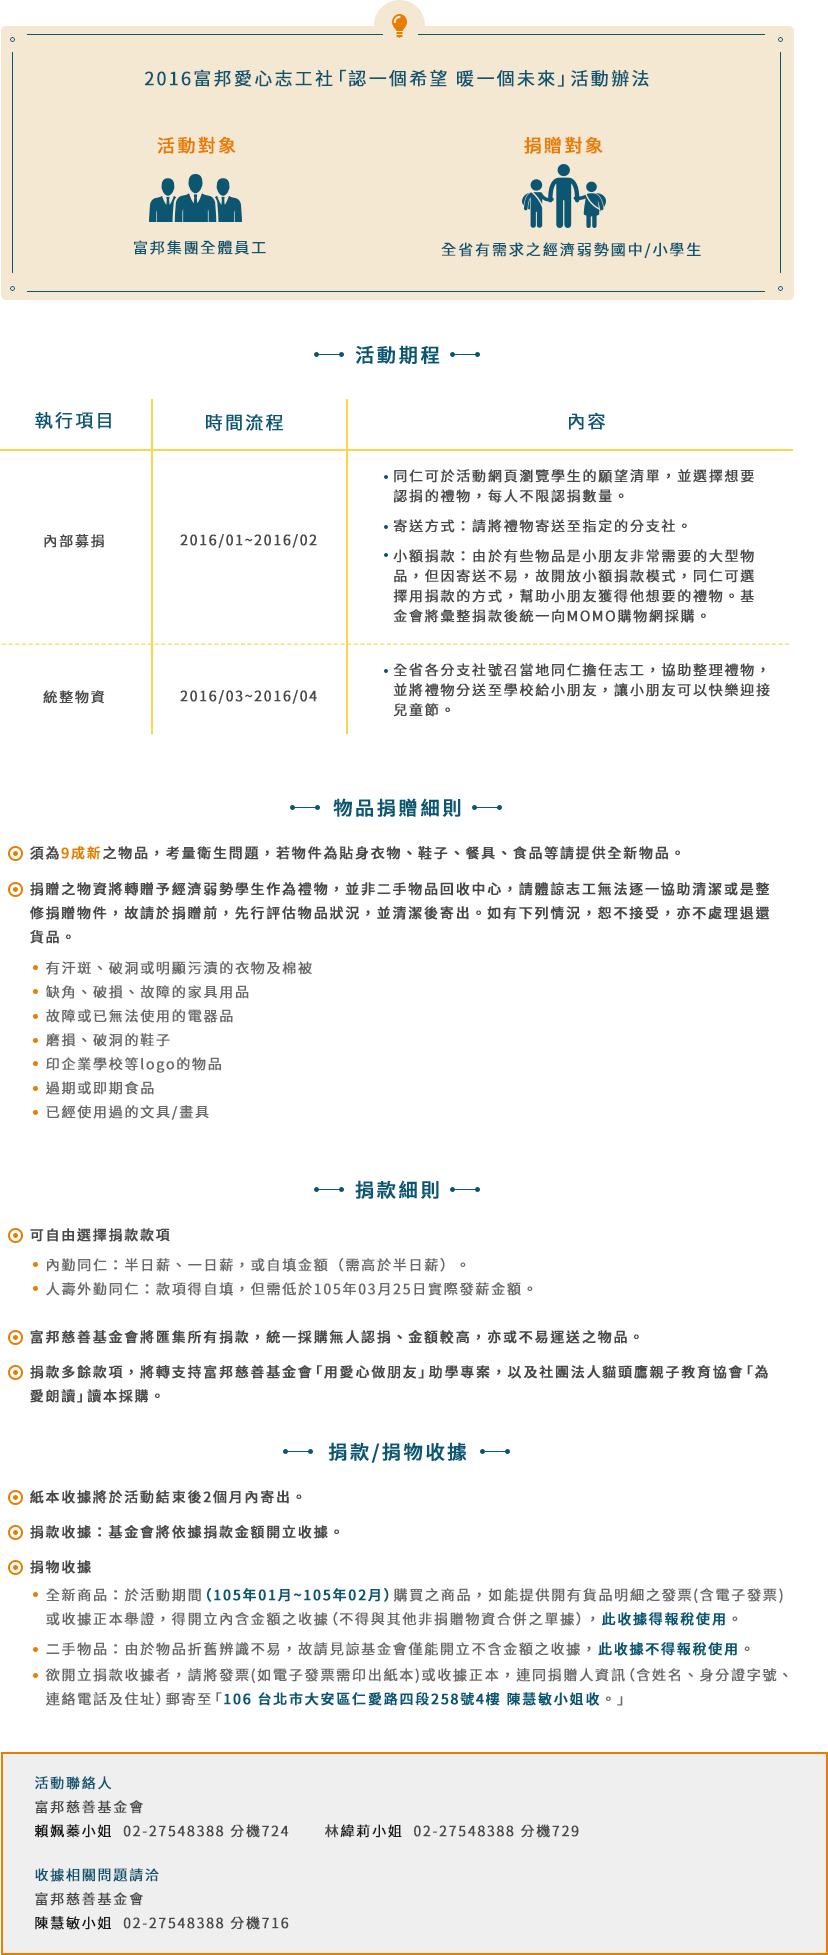 2016富邦愛心志工社「認一個希望 暖一個未來」活動辦法
活動對象
捐贈對象
富邦集團全體員工
全省有需求之經濟弱勢國中/小學生
活動期程
執行項目
時間流程
內容
內部募捐
2016/01~2016/02
同仁可於活動網頁瀏覽學生的願望清單，並選擇想要
認捐的禮物，每人不限認捐數量。
寄送方式：請將禮物寄送至指定的分支社。
小額捐款：由於有些物品是小朋友非常需要的大型物
品，但因寄送不易，故開放小額捐款模式，同仁可選
擇用捐款的方式，幫助小朋友獲得他想要的禮物。基
金會將彙整捐款後統一向MOMO購物網採購。
統整物資
2016/03~2016/04
全省各分支社號召當地同仁擔任志工，協助整理禮物，
並將禮物分送至學校給小朋友，讓小朋友可以快樂迎接
兒童節。
物品捐贈細則
須為9成新之物品，考量衛生問題，若物件為貼身衣物、鞋子、餐具、食品等請提供全新物品。
捐贈之物資將轉贈予經濟弱勢學生作為禮物，並非二手物品回收中心，請體諒志工無法逐一協助清潔或是整
修捐贈物件，故請於捐贈前，先行評估物品狀況，並清潔後寄出。如有下列情況，恕不接受，亦不處理退還
貨品。
有汗斑、破洞或明顯污漬的衣物及棉被
缺角、破損、故障的家具用品
故障或已無法使用的電器品
磨損、破洞的鞋子
印企業學校等logo的物品
過期或即期食品
已經使用過的文具/畫具
捐款細則
可自由選擇捐款款項
內勤同仁：半日薪、一日薪，或自填金額（需高於半日薪）。
人壽外勤同仁：款項得自填，但需低於105年03月25日實際發薪金額。
富邦慈善基金會將匯集所有捐款，統一採購無人認捐、金額較高，亦或不易運送之物品。
捐款多餘款項，將轉支持富邦慈善基金會「用愛心做朋友」助學專案，以及社團法人貓頭鷹親子教育協會「為
愛朗讀」讀本採購。
捐款/捐物收據
紙本收據將於活動結束後2個月內寄出。
捐款收據：基金會將依據捐款金額開立收據。
捐物收據
全新商品：於活動期間（105年01月~105年02月）購買之商品，如能提供開有貨品明細之發票(含電子發票)
或收據正本舉證，得開立內含金額之收據（不得與其他非捐贈物資合併之單據），此收據得報稅使用。
二手物品：由於物品折舊辨識不易，故請見諒基金會僅能開立不含金額之收據，此收據不得報稅使用。
欲開立捐款收據者，請將發票(如電子發票需印出紙本)或收據正本，連同捐贈人資訊（含姓名、身分證字號、
連絡電話及住址）郵寄至「106 台北市大安區仁愛路四段258號4樓 陳慧敏小姐收。」
活動聯絡人
富邦慈善基金會
賴姵蓁小姐 02-27548388 分機724 林緯莉小姐 02-27548388 分機729
收據相關問題請洽
富邦慈善基金會
陳慧敏小姐 02-27548388 分機716